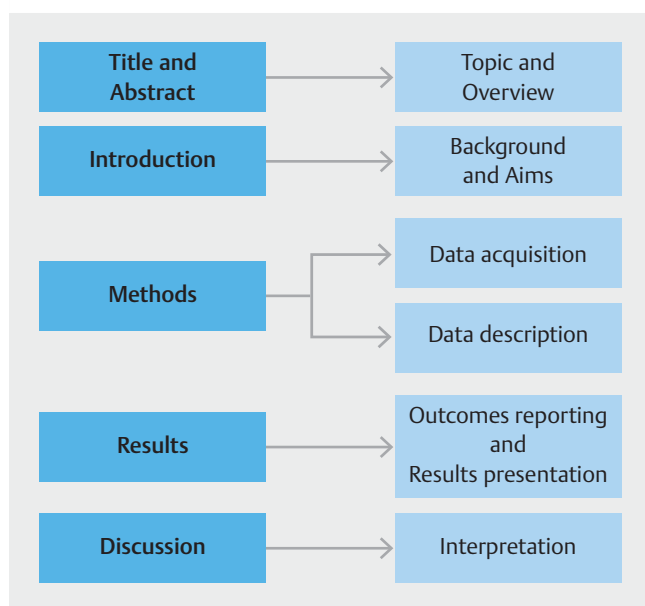 Title and
Abstract
Topic and
Overview
Introduction
Background
and Aims
Methods
Data acquisition
Data description
Results
Outcomes reporting
and
Results presentation
Discussion
Interpretation